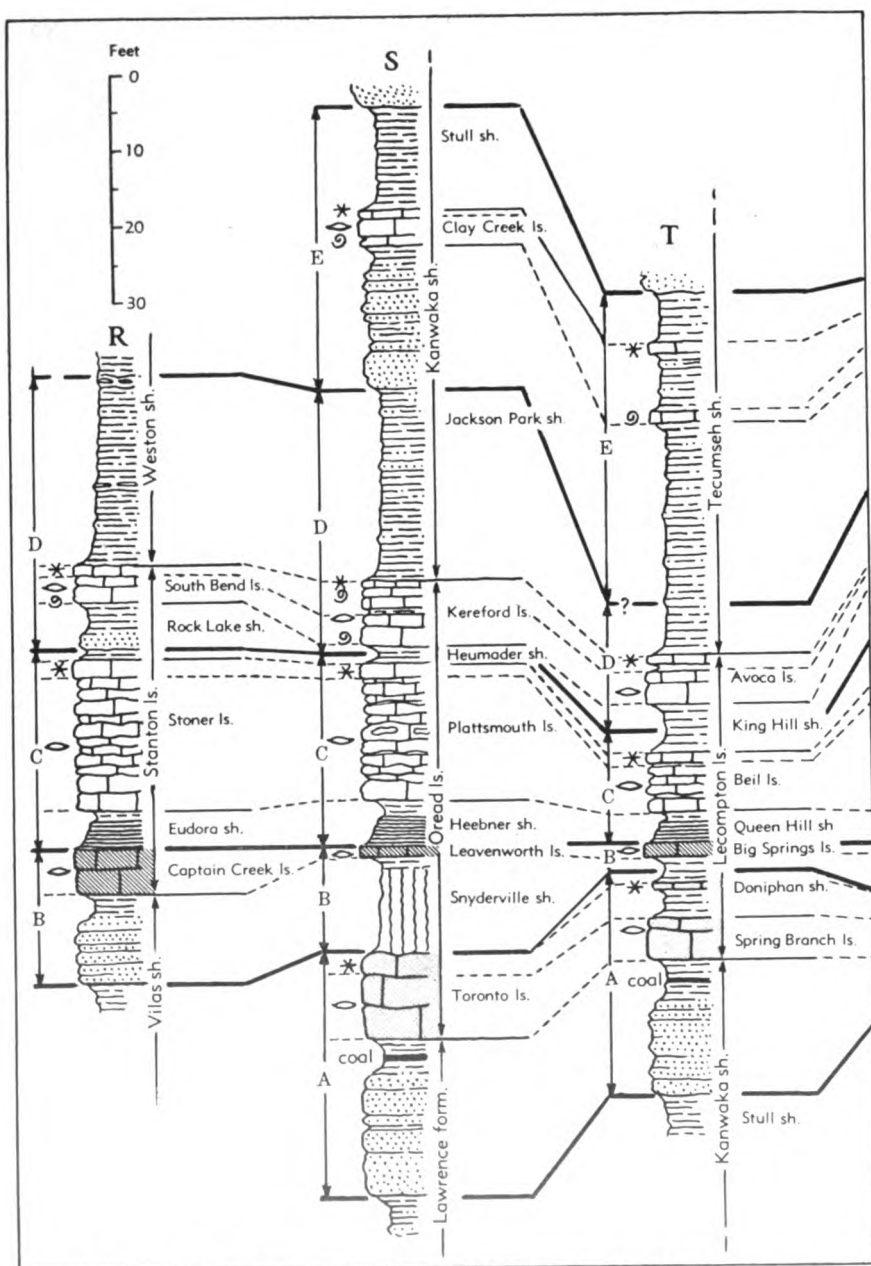 Feet
0
10
20
30
R
S
T
Weston sh.
Stanton ls.
Vilas sh.
D
C
B
South Bend ls.
Rock Lake sh.
Stoner ls.
Eudora sh.
Captain Creek ls.
E
D
C
B
A
coal
Kanwaka sh.
Oread ls.
Lawrence form.
Stull sh.
Clay Creek ls.
Jackson Park sh.
Kereford ls.
Heumader sh.
Plattsmouth ls.
Heebner sh.
Leavenworth ls.
Snyderville sh.
Toronto ls.
E
?
D
C
B
A
coal
Tecumseh sh.
Lecompton ls.
Kanwaka sh.
Avoca ls.
King Hill sh.
Beil ls.
Queen Hill sh
Big Springs ls.
Doniphan sh.
Spring Branch ls.
Stull sh.